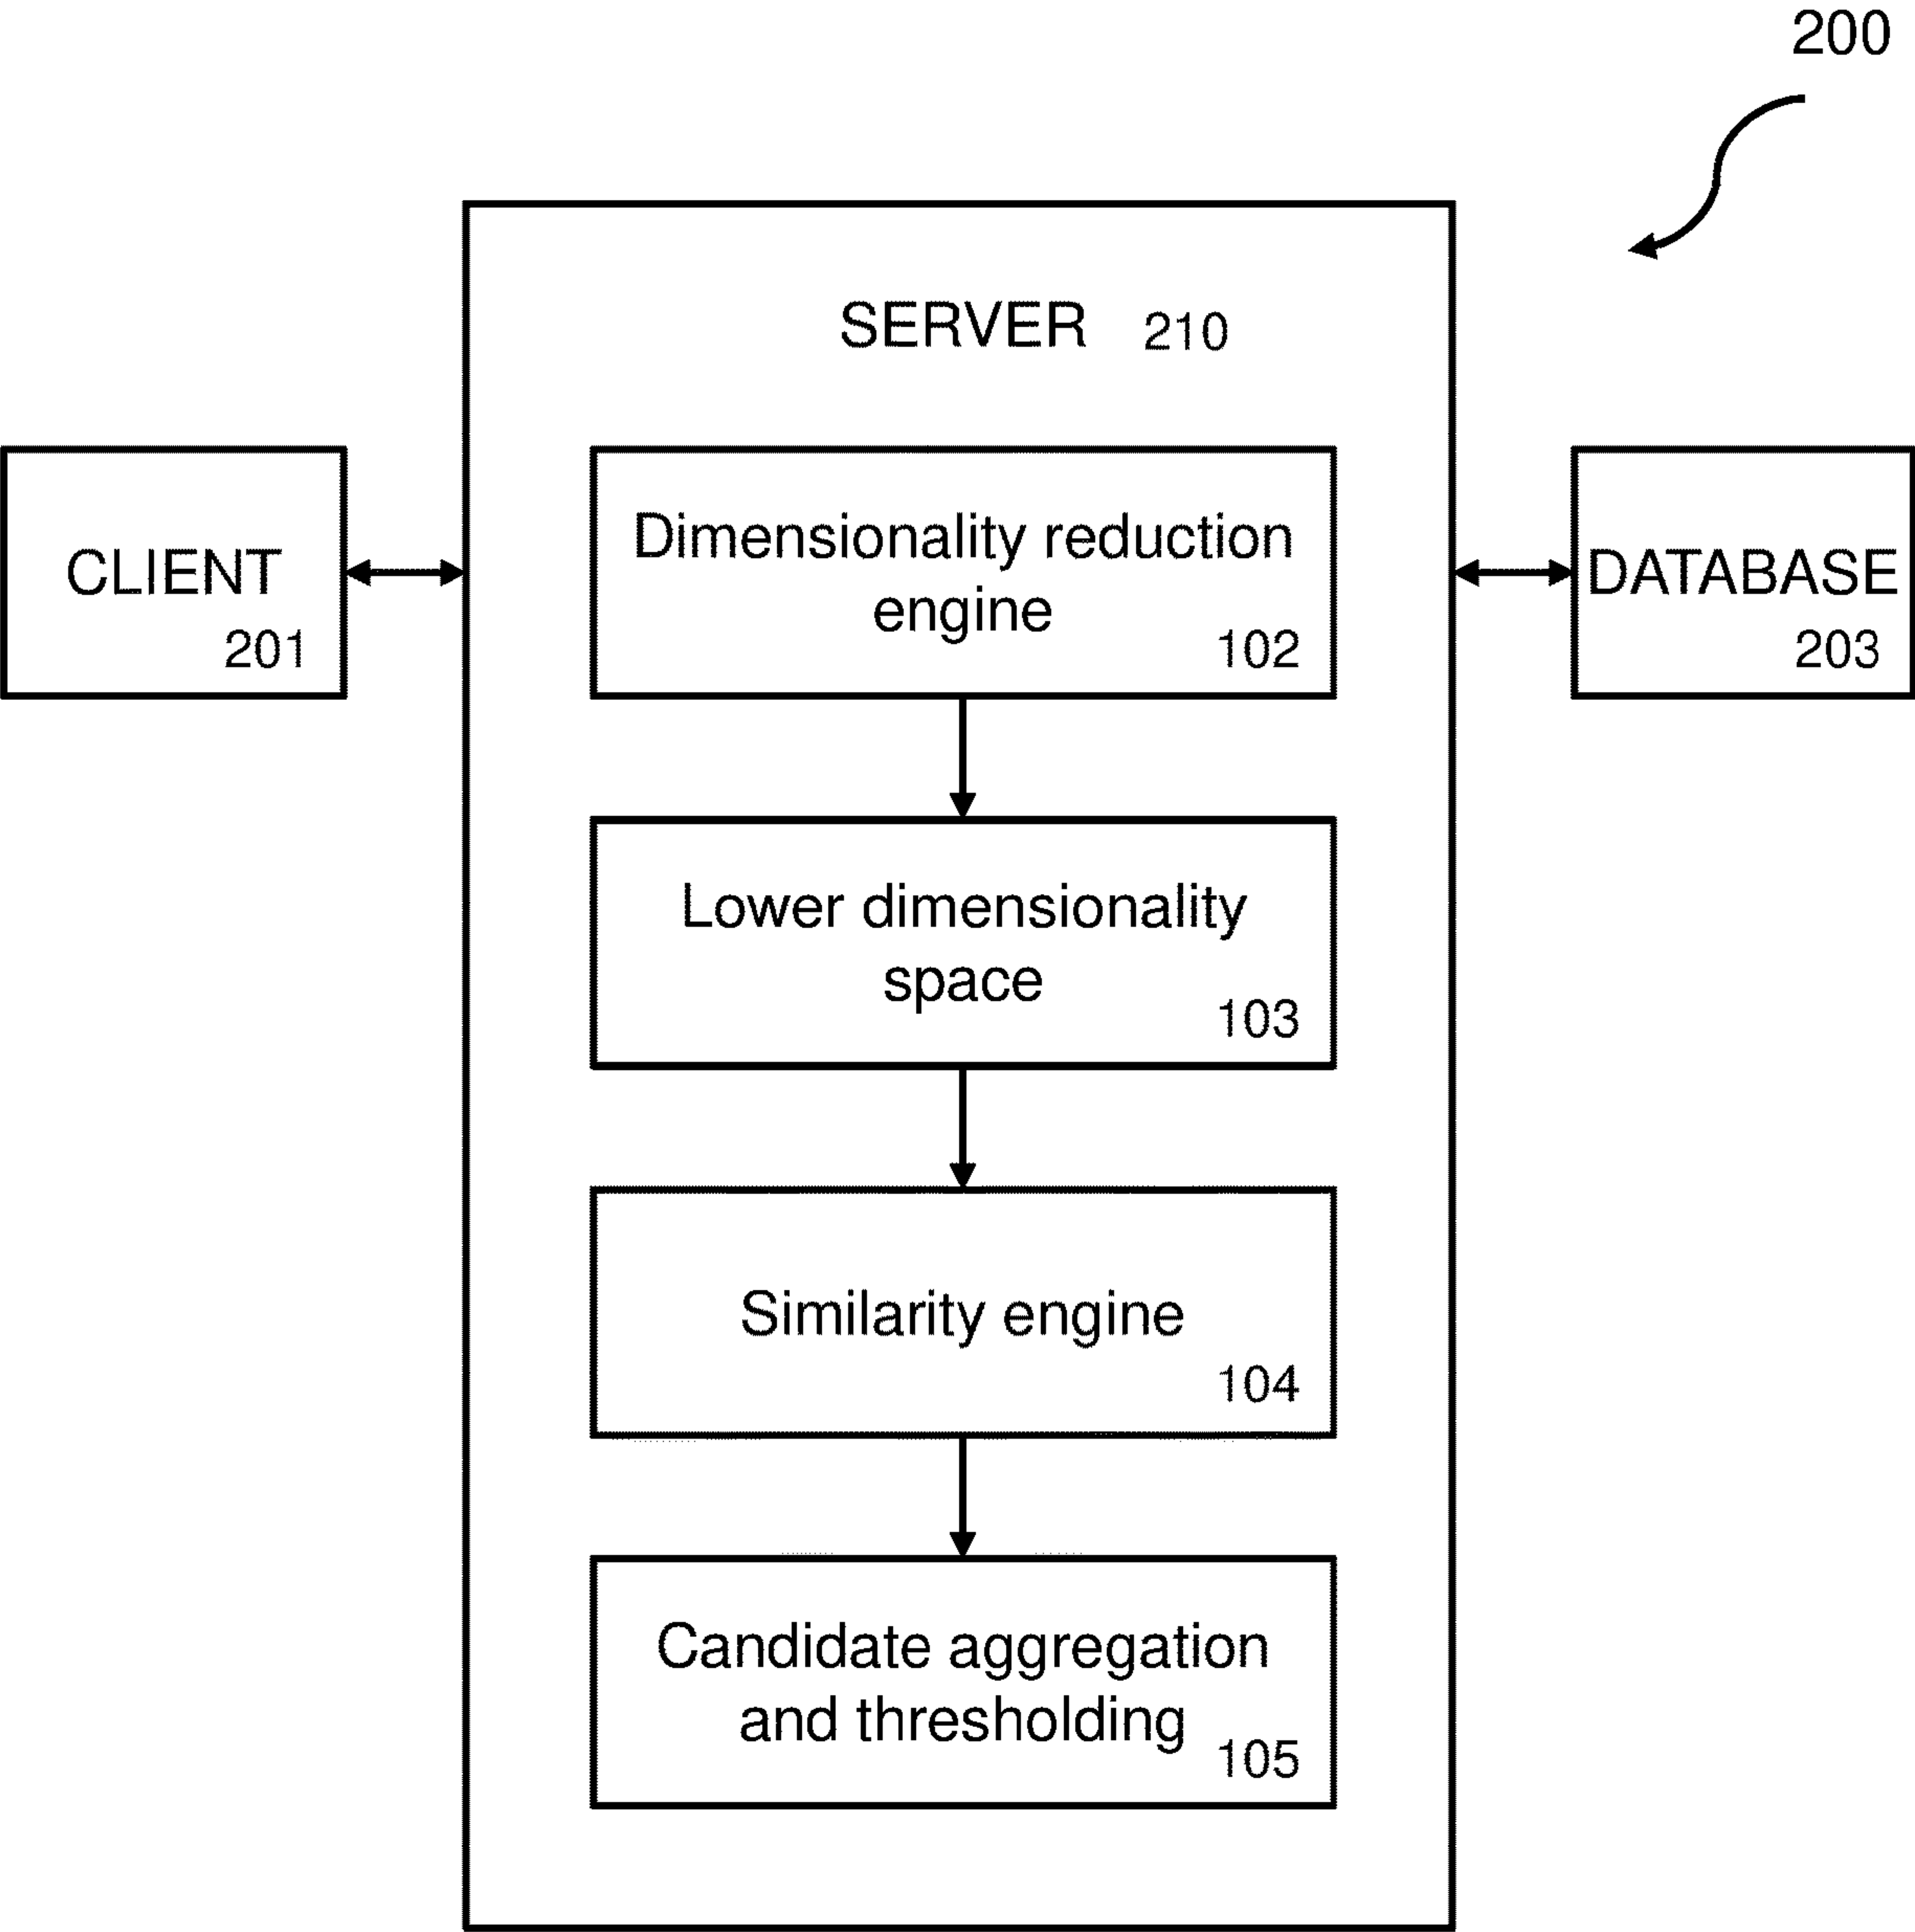 200
SERVER 210
CLIENT
201
Dimensionality reduction
engine
102
DATABASE
203
Lower dimensionality
space
103
Similarity engine
104
Candidate aggregation
and thresholding
105